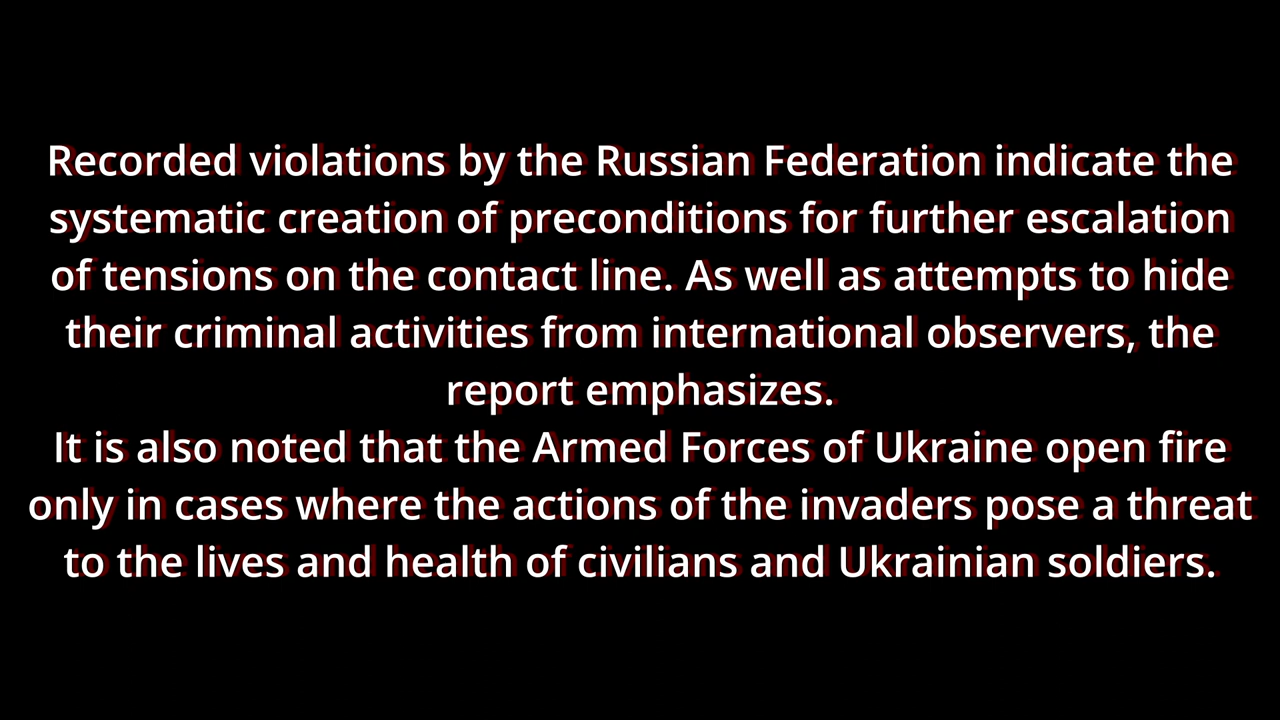 Recorded violations by the Russian Federation indicate the
systematic creation of preconditions for further escalation
of tensions on the contact line. As well as attempts to hide
their criminal activities from international observers, the
report emphasizes.
It is also noted that the Armed Forces of Ukraine open fire
only in cases where the actions of the invaders pose a threat
to the lives and health of civilians and Ukrainian soldiers.